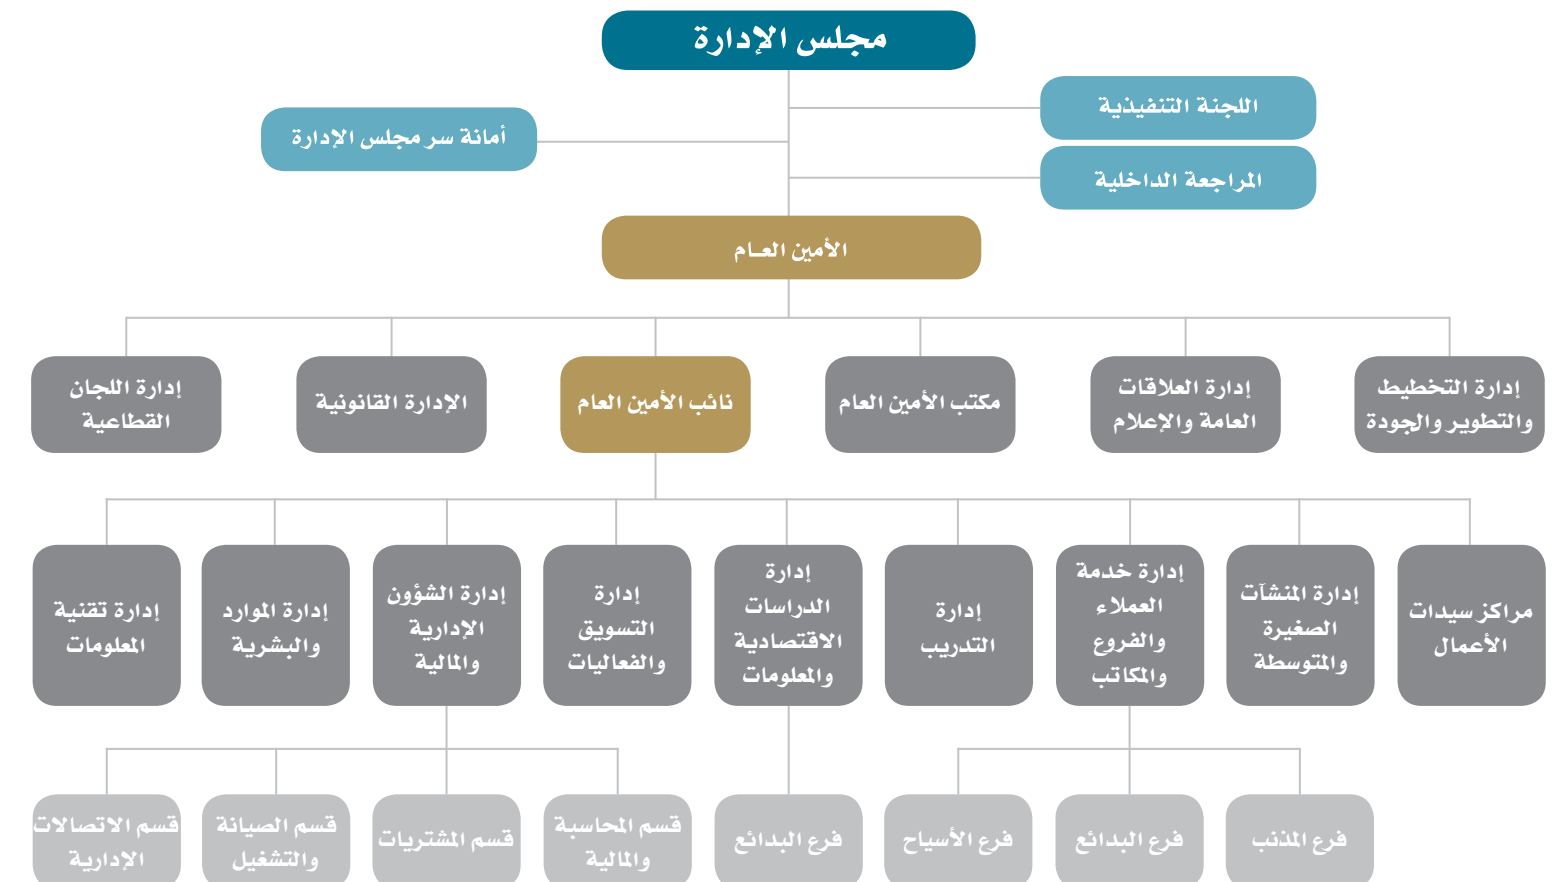 مجلس الإدارة
اللجنة التنفيذية
أمانة سر مجلس الإدارة
المراجعة الداخلية
الأمين العــام
إدارة التخطيط
والتطوير والجودة
إدارة العلاقات
العامة والإعلام
مكتب الأمين العام
نائب الأمين العام
الإدارة القانونية
إدارة اللجان
القطاعية
مراكز سيدات
الأعمال
إدارة المنشآت
الصغيرة
والمتوسطة
إدارة خدمة
العملاء
والفروع
والمكاتب
إدارة
التدريب
إدارة
الدراسات
الاقتصادية
والمعلومات
إدارة
التسويق
والفعاليات
إدارة الشؤون
الإدارية
والمالية
إدارة الموارد
والبشرية
إدارة تقنية
المعلومات
فرع المذنب
فرع البدائع
فرع الأسياح
فرع البدائع
قسم المحاسبة
والمالية
قسم المشتريات
قسم الصيانة
والتشغيل
قسم الاتصالات
الإدارية